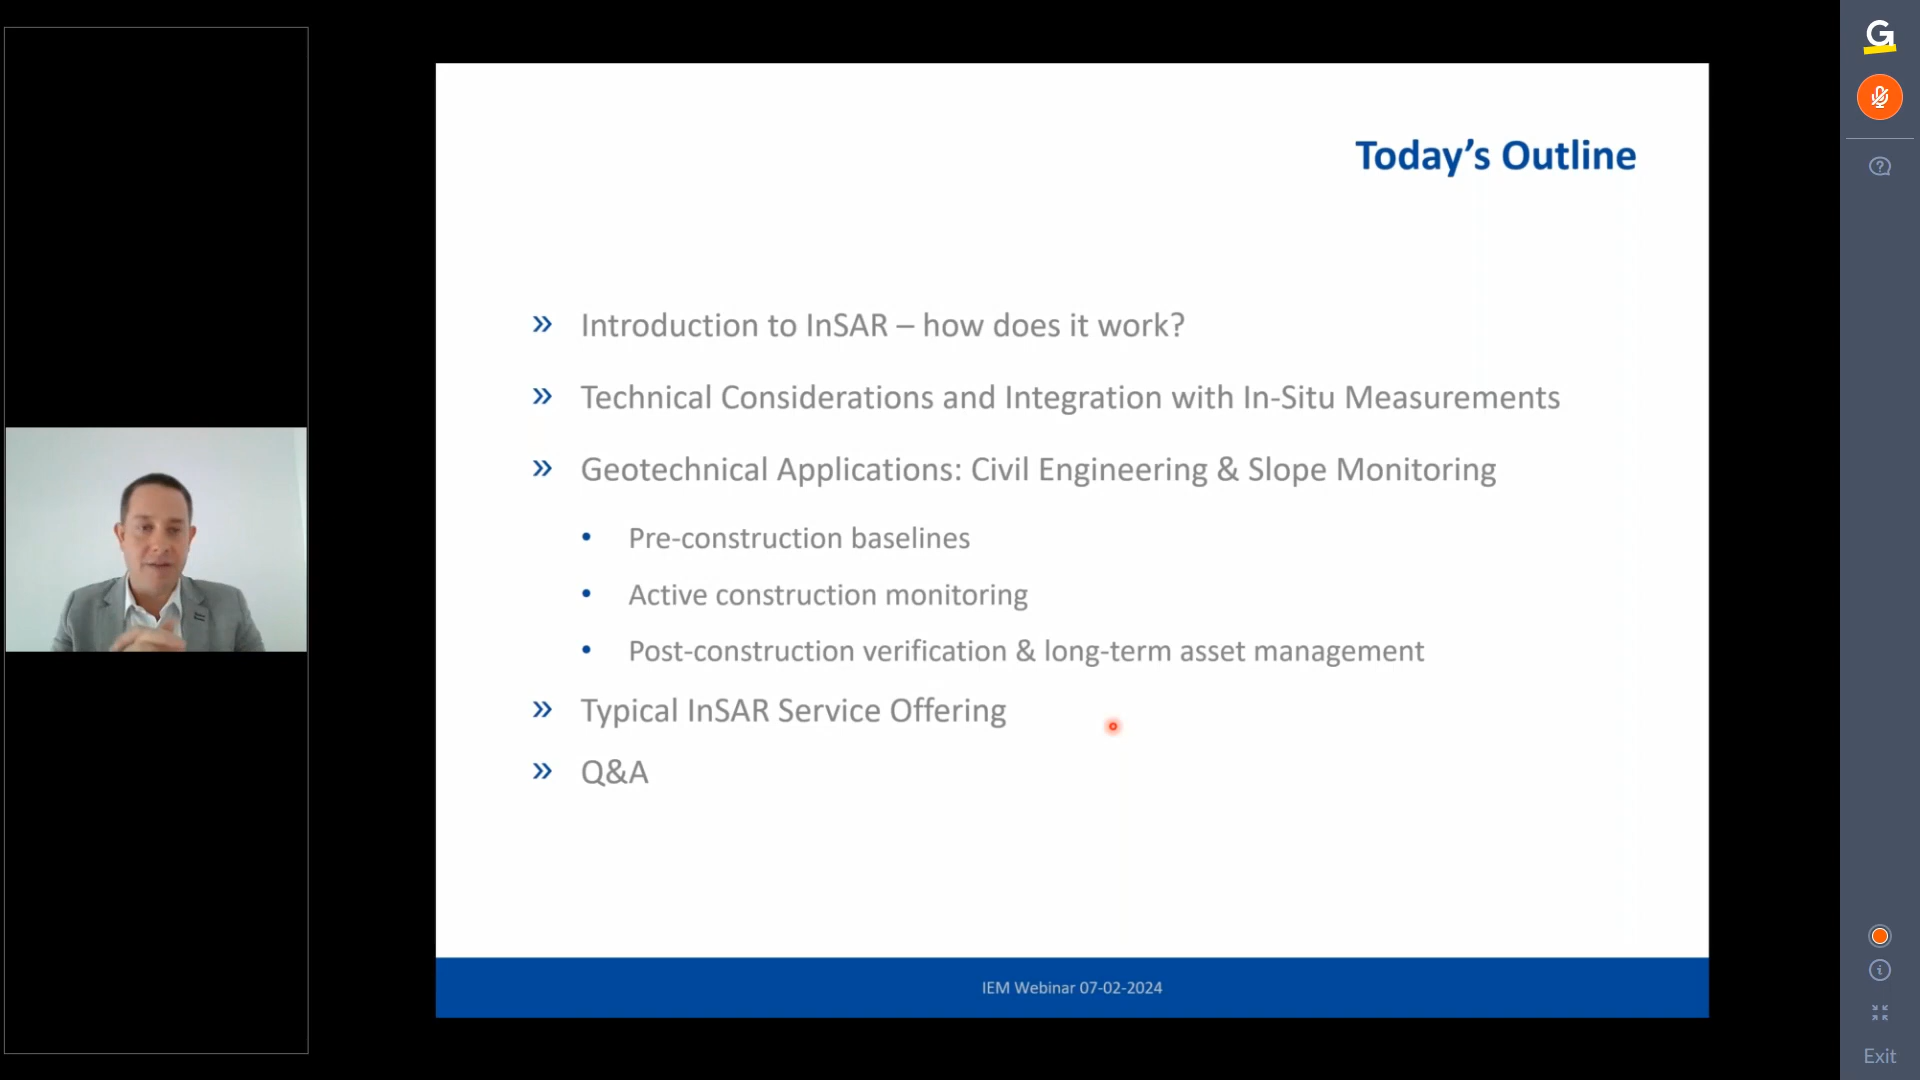 Today's Outline
» Introduction to InSAR – how does it work?
» Technical Considerations and Integration with In-Situ Measurements
» Geotechnical Applications: Civil Engineering & Slope Monitoring
• Pre-construction baselines
• Active construction monitoring
• Post-construction verification & long-term asset management
» Typical InSAR Service Offering
» Q&A
IEM Webinar 07-02-2024
G
Exit